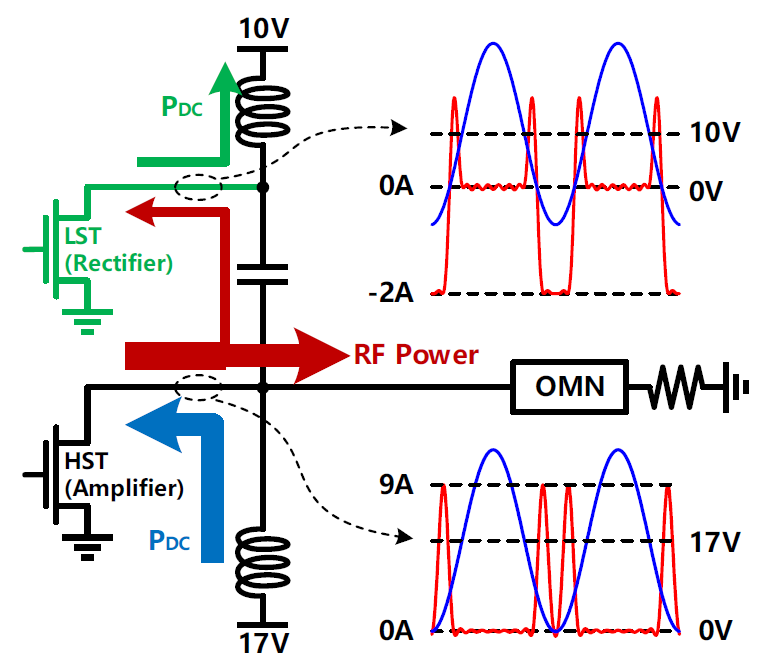 10V
PDC
10V
0A
0V
LST
(Rectifier)
-2A
RF Power
OMN
HST
(Amplifier)
9A
PDC
17V
0A
0V
17V